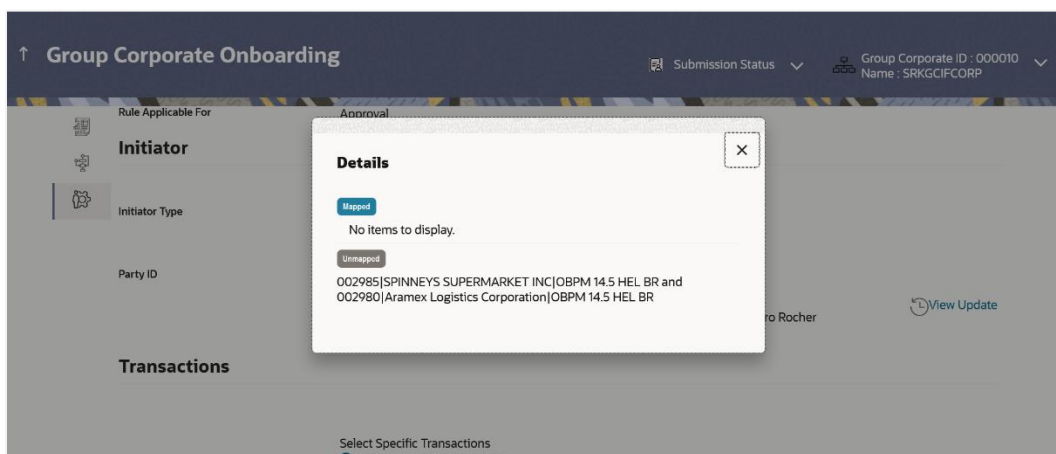 ↑ Group Corporate Onboarding
Submission Status
Group Corporate ID : 000010
Name : SRKGCIFCORP
Rule Applicable For
Approval
Initiator
Details
Initiator Type
Mapped
No items to display.
Unmapped
Party ID
002985|SPINNEYS SUPERMARKET INC|OBPM 14.5 HEL BR and
002980|Aramex Logistics Corporation|OBPM 14.5 HEL BR
ro Rocher
View Update
Transactions
Select Specific Transactions